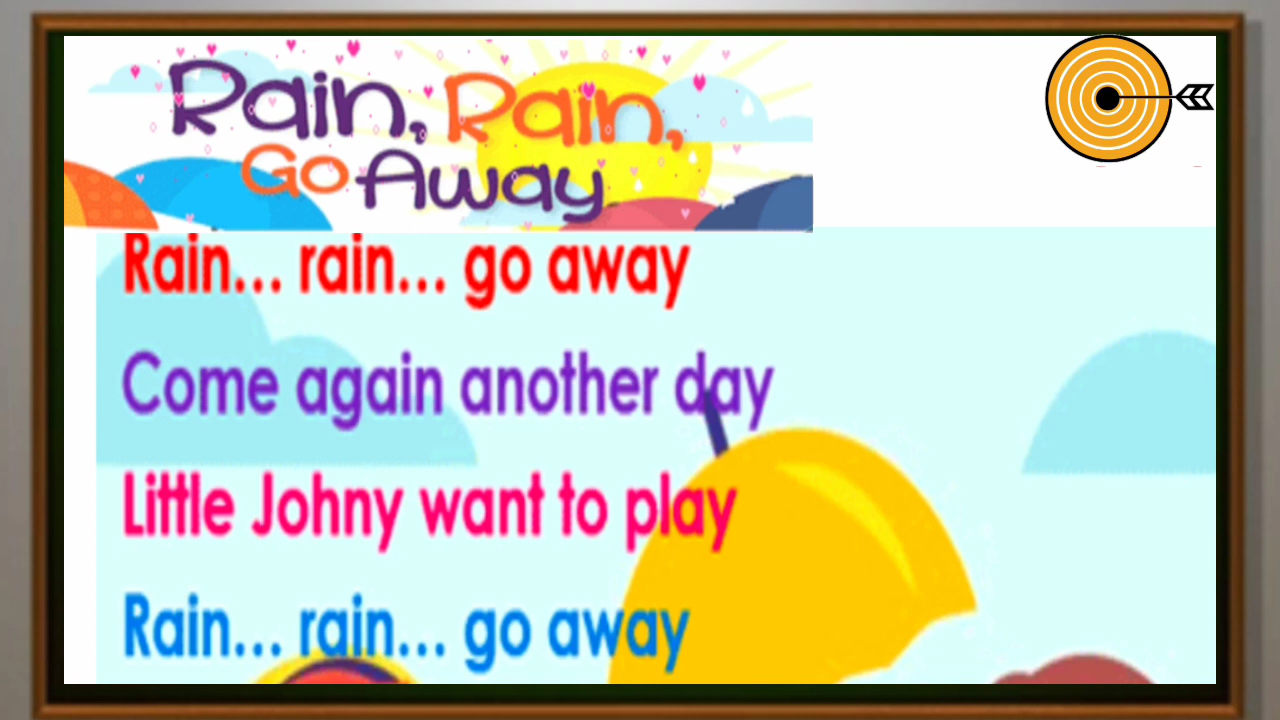 Rain, Rain,
Go Away
Rain... rain... go away
Come again another day
Little Johny want to play
Rain... rain... go away